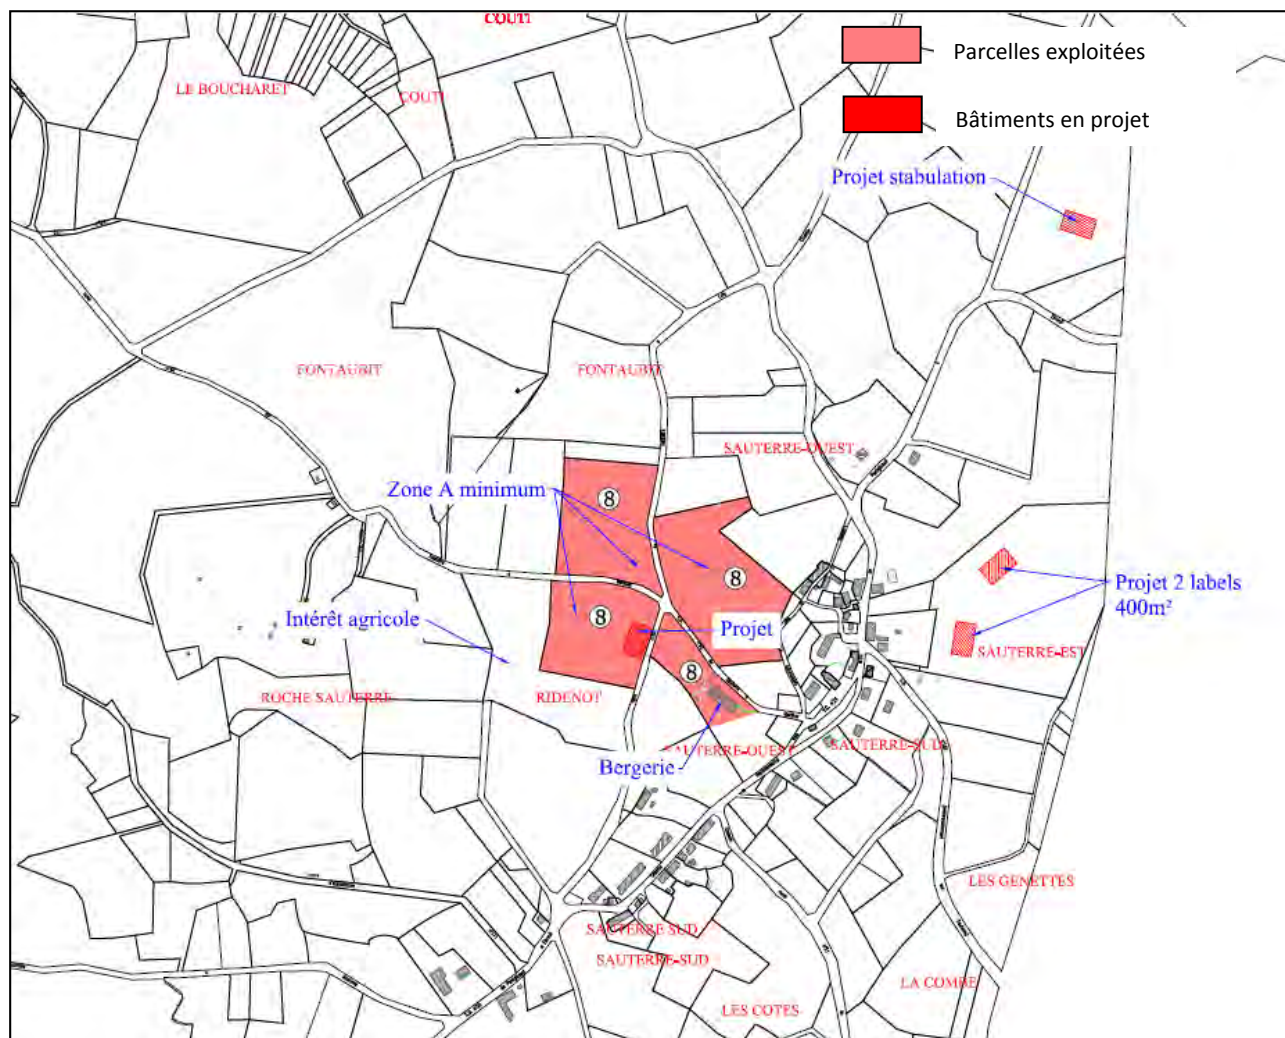 COUTI
Parcelles exploitées
LE BOUCHARET
COUTI
Bâtiments en projet
Projet stabulation
FONTAUBIT
FONTAUBIT
SAUTERRE-OUEST
Zone A minimum
8
8
Projet 2 labels
400m²
Intérêt agricole
8
Projet
SAUTERRE-EST
8
ROCHE SAUTERRE
RIDENOT
SAUTERRE-OUEST
SAUTERRE-SUD
Bergerie
LES GENETTES
SAUTERRE SUD
SAUTERRE-SUD
LA COMBE
LES COTES